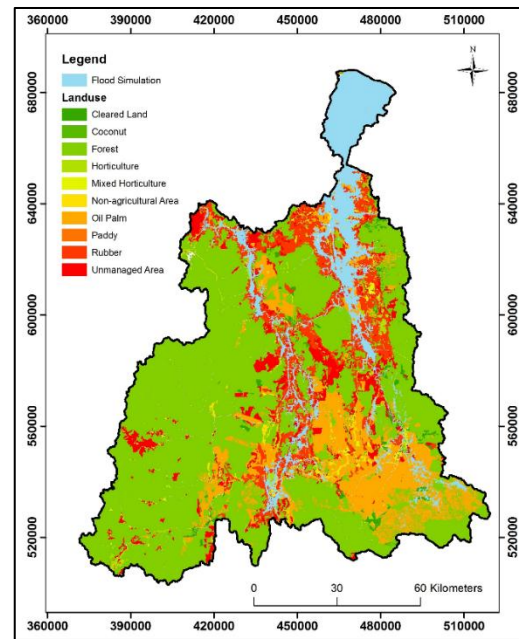 360000 390000 420000 450000 480000 510000
N
Legend
Flood Simulation
Landuse
Cleared Land
Coconut
Forest
Horticulture
Mixed Horticulture
Non-agricultural Area
Oil Palm
Paddy
Rubber
Unmanaged Area
680000 680000
640000 640000
600000 600000
560000 560000
520000 520000
0 30 60 Kilometers
360000 390000 420000 450000 480000 510000